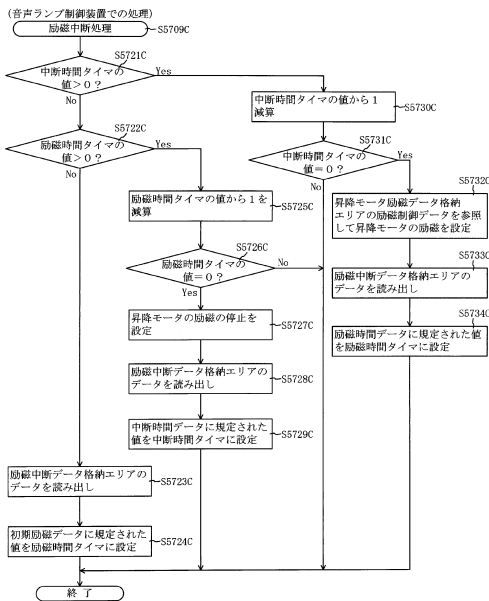 (音声ランプ制御装置での処理)
励磁中断処理
S5709C
S5721C
中断時間タイマの
値>0?
Yes
No
S5722C
励磁時間タイマの
値>0?
Yes
No
中断時間タイマの値から1
減算
S5730C
S5731C
中断時間タイマの
値=0?
Yes
No
励磁時間タイマの値から1を
減算
S5725C
S5726C
励磁時間タイマの
値=0?
No
Yes
S5732C
昇降モータ励磁データ格納
エリアの励磁制御データを参照
して昇降モータの励磁を設定
S5733C
励磁中断データ格納エリアの
データを読み出し
S5734C
励磁時間データに規定された値
を励磁時間タイマに設定
昇降モータの励磁の停止を
設定
S5727C
励磁中断データ格納エリアの
データを読み出し
S5728C
中断時間データに規定された
値を中断時間タイマに設定
S5729C
励磁中断データ格納エリアの
データを読み出し
S5723C
初期励磁データに規定された
値を励磁時間タイマに設定
S5724C
終了